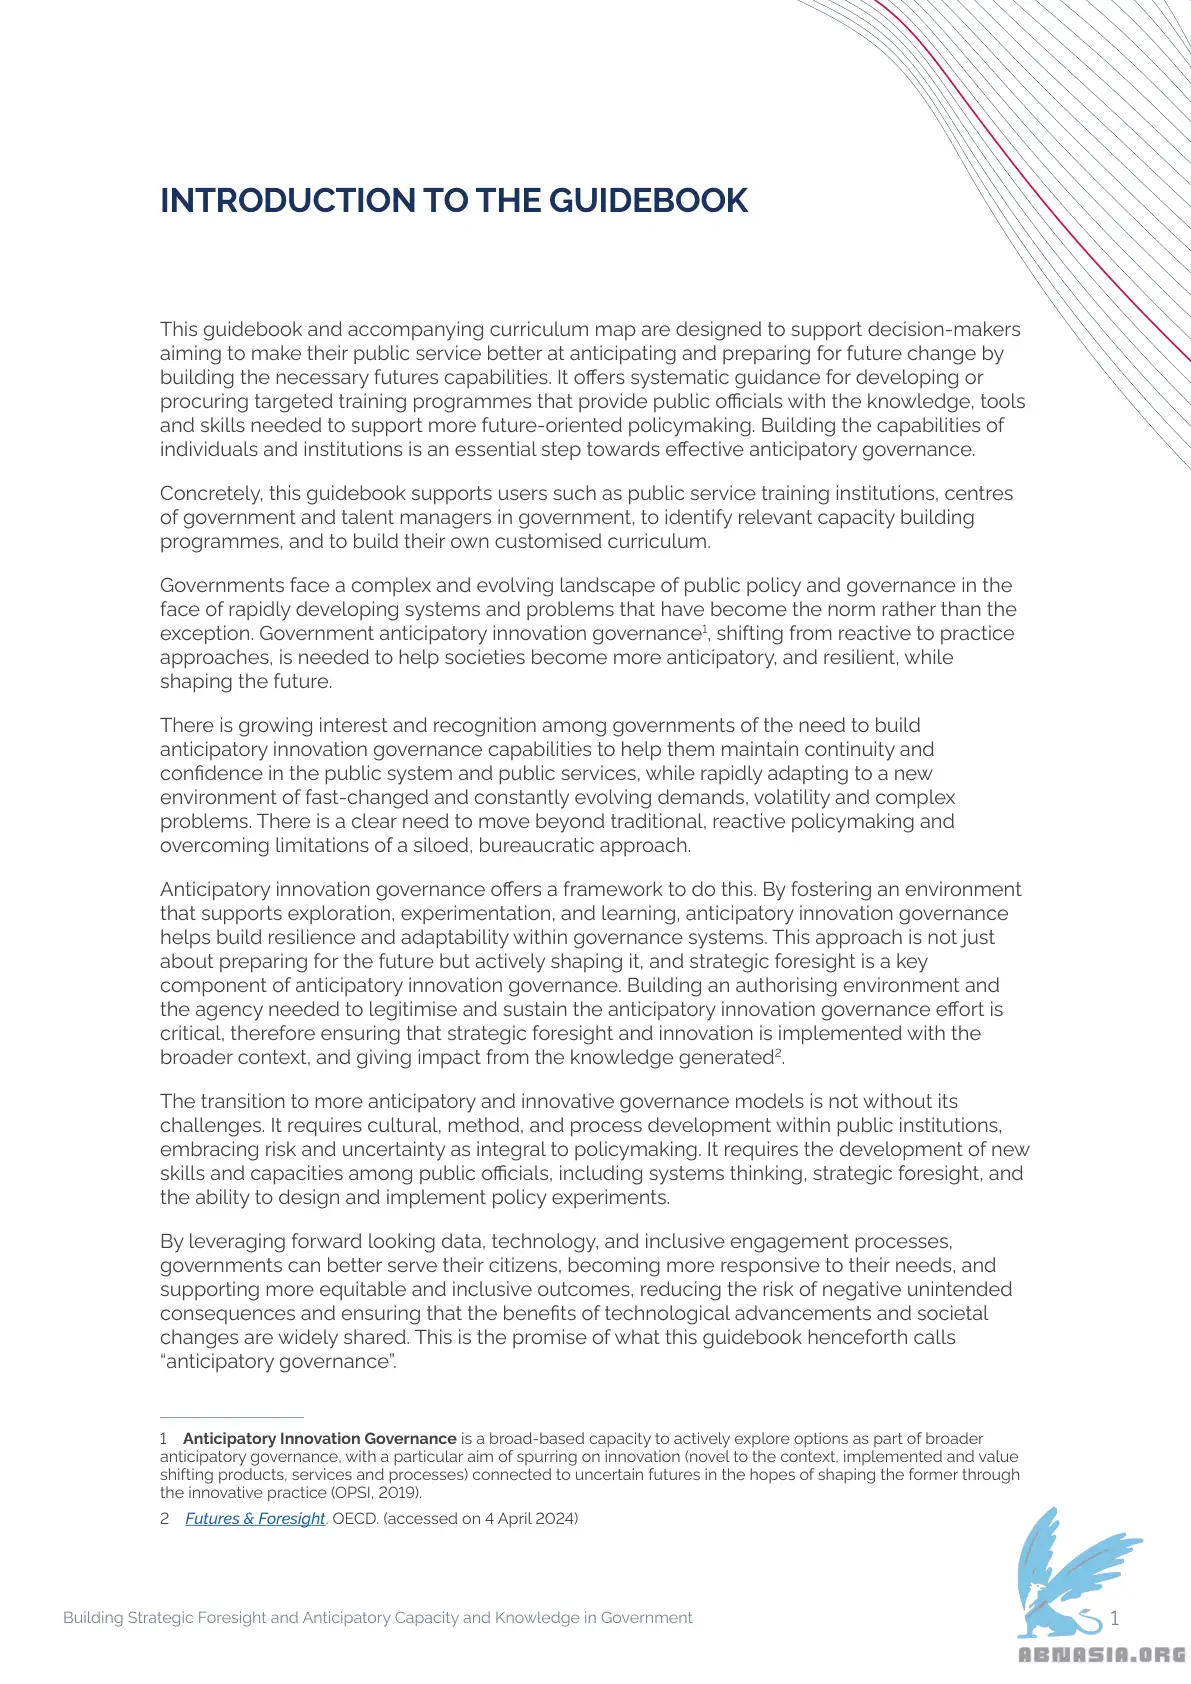 INTRODUCTION TO THE GUIDEBOOK
This guidebook and accompanying curriculum map are designed to support decision-makers
aiming to make their public service better at anticipating and preparing for future change by
building the necessary futures capabilities. It offers systematic guidance for developing or
procuring targeted training programmes that provide public officials with the knowledge, tools
and skills needed to support more future-oriented policymaking. Building the capabilities of
individuals and institutions is an essential step towards effective anticipatory governance.
Concretely, this guidebook supports users such as public service training institutions, centres
of government and talent managers in government, to identify relevant capacity building
programmes, and to build their own customised curriculum.
Governments face a complex and evolving landscape of public policy and governance in the
face of rapidly developing systems and problems that have become the norm rather than the
exception. Government anticipatory innovation governance¹, shifting from reactive to practice
approaches, is needed to help societies become more anticipatory, and resilient, while
shaping the future.
There is growing interest and recognition among governments of the need to build
anticipatory innovation governance capabilities to help them maintain continuity and
confidence in the public system and public services, while rapidly adapting to a new
environment of fast-changed and constantly evolving demands, volatility and complex
problems. There is a clear need to move beyond traditional, reactive policymaking and
overcoming limitations of a siloed, bureaucratic approach.
Anticipatory innovation governance offers a framework to do this. By fostering an environment
that supports exploration, experimentation, and learning, anticipatory innovation governance
helps build resilience and adaptability within governance systems. This approach is not just
about preparing for the future but actively shaping it, and strategic foresight is a key
component of anticipatory innovation governance. Building an authorising environment and
the agency needed to legitimise and sustain the anticipatory innovation governance effort is
critical, therefore ensuring that strategic foresight and innovation is implemented with the
broader context, and giving impact from the knowledge generated².
The transition to more anticipatory and innovative governance models is not without its
challenges. It requires cultural, method, and process development within public institutions,
embracing risk and uncertainty as integral to policymaking. It requires the development of new
skills and capacities among public officials, including systems thinking, strategic foresight, and
the ability to design and implement policy experiments.
By leveraging forward looking data, technology, and inclusive engagement processes,
governments can better serve their citizens, becoming more responsive to their needs, and
supporting more equitable and inclusive outcomes, reducing the risk of negative unintended
consequences and ensuring that the benefits of technological advancements and societal
changes are widely shared. This is the promise of what this guidebook henceforth calls
“anticipatory governance”.
1 Anticipatory Innovation Governance is a broad-based capacity to actively explore options as part of broader
anticipatory governance, with a particular aim of spurring on innovation (novel to the context, implemented and value
shifting products, services and processes) connected to uncertain futures in the hopes of shaping the former through
the innovative practice (OPSI, 2019).
2 Futures & Foresight. OECD. (accessed on 4 April 2024)
Building Strategic Foresight and Anticipatory Capacity and Knowledge in Government
1
ABNASIA.ORG